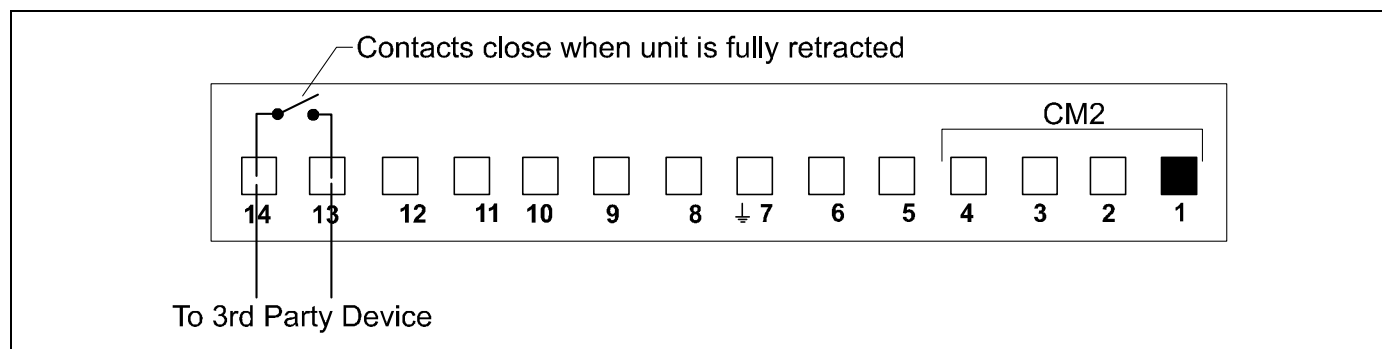 Contacts close when unit is fully retracted
CM2
14 13 12 11 10 9 8 7 6 5 4 3 2 1
To 3rd Party Device